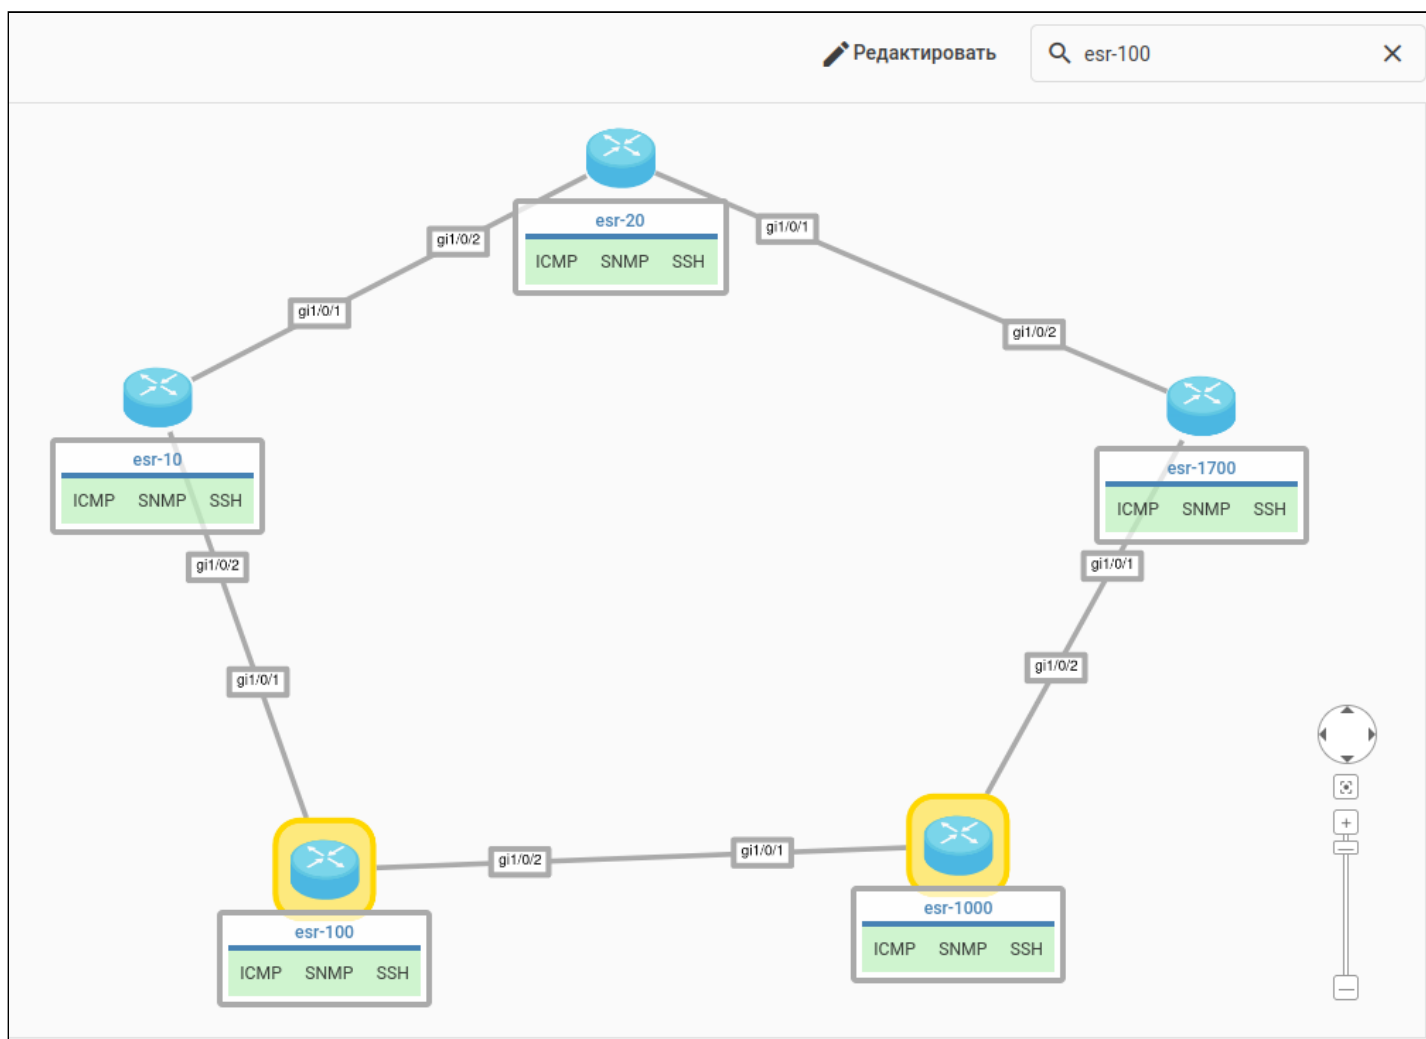 Редактировать
esr-100
esr-20
ICMP SNMP SSH
gi1/0/2
gi1/0/1
gi1/0/1
gi1/0/2
esr-10
ICMP SNMP SSH
esr-1700
ICMP SNMP SSH
gi1/0/2
gi1/0/1
gi1/0/1
gi1/0/2
gi1/0/2
gi1/0/1
esr-100
ICMP SNMP SSH
esr-1000
ICMP SNMP SSH